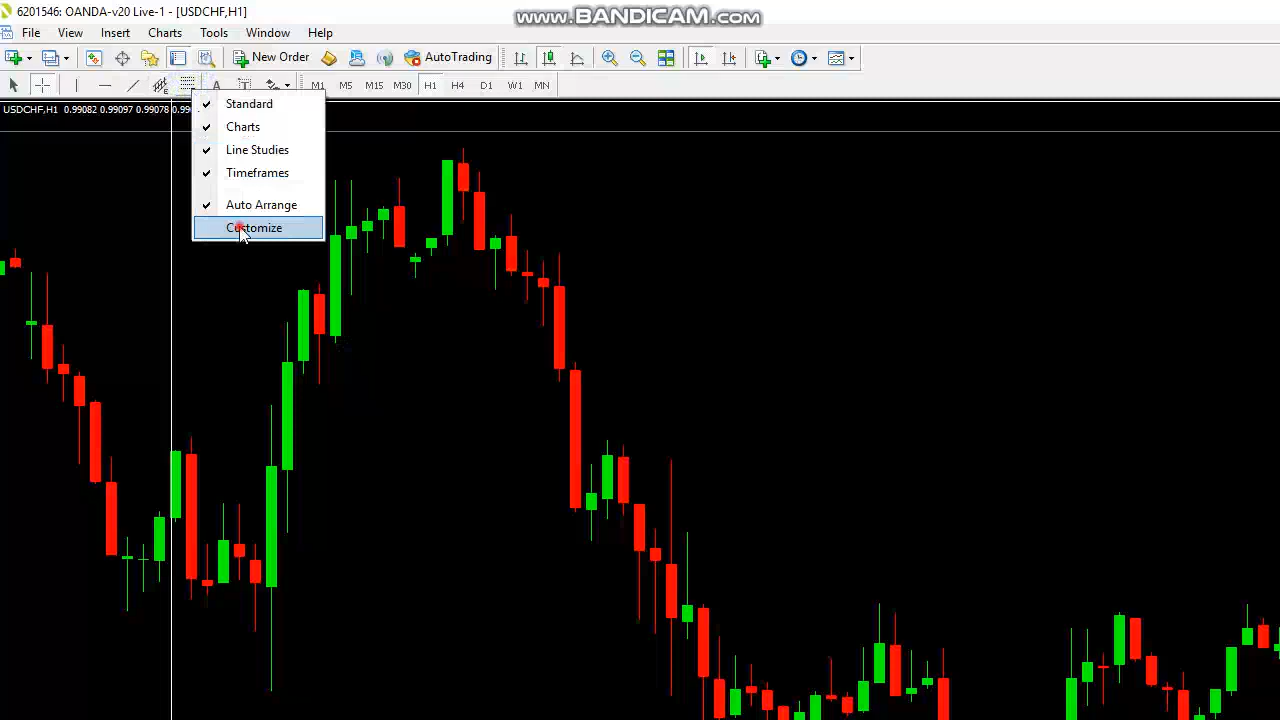 6201546: OANDA-v20 Live-1 - [USDCHF,H1]
www.BANDICAM.com
File View Insert Charts Tools Window Help
New Order AutoTrading
A T M1 M5 M15 M30 H1 H4 D1 W1 MN
USDCHF,H1 0.99082 0.99097 0.99078
Standard
Charts
Line Studies
Timeframes
Auto Arrange
Customize